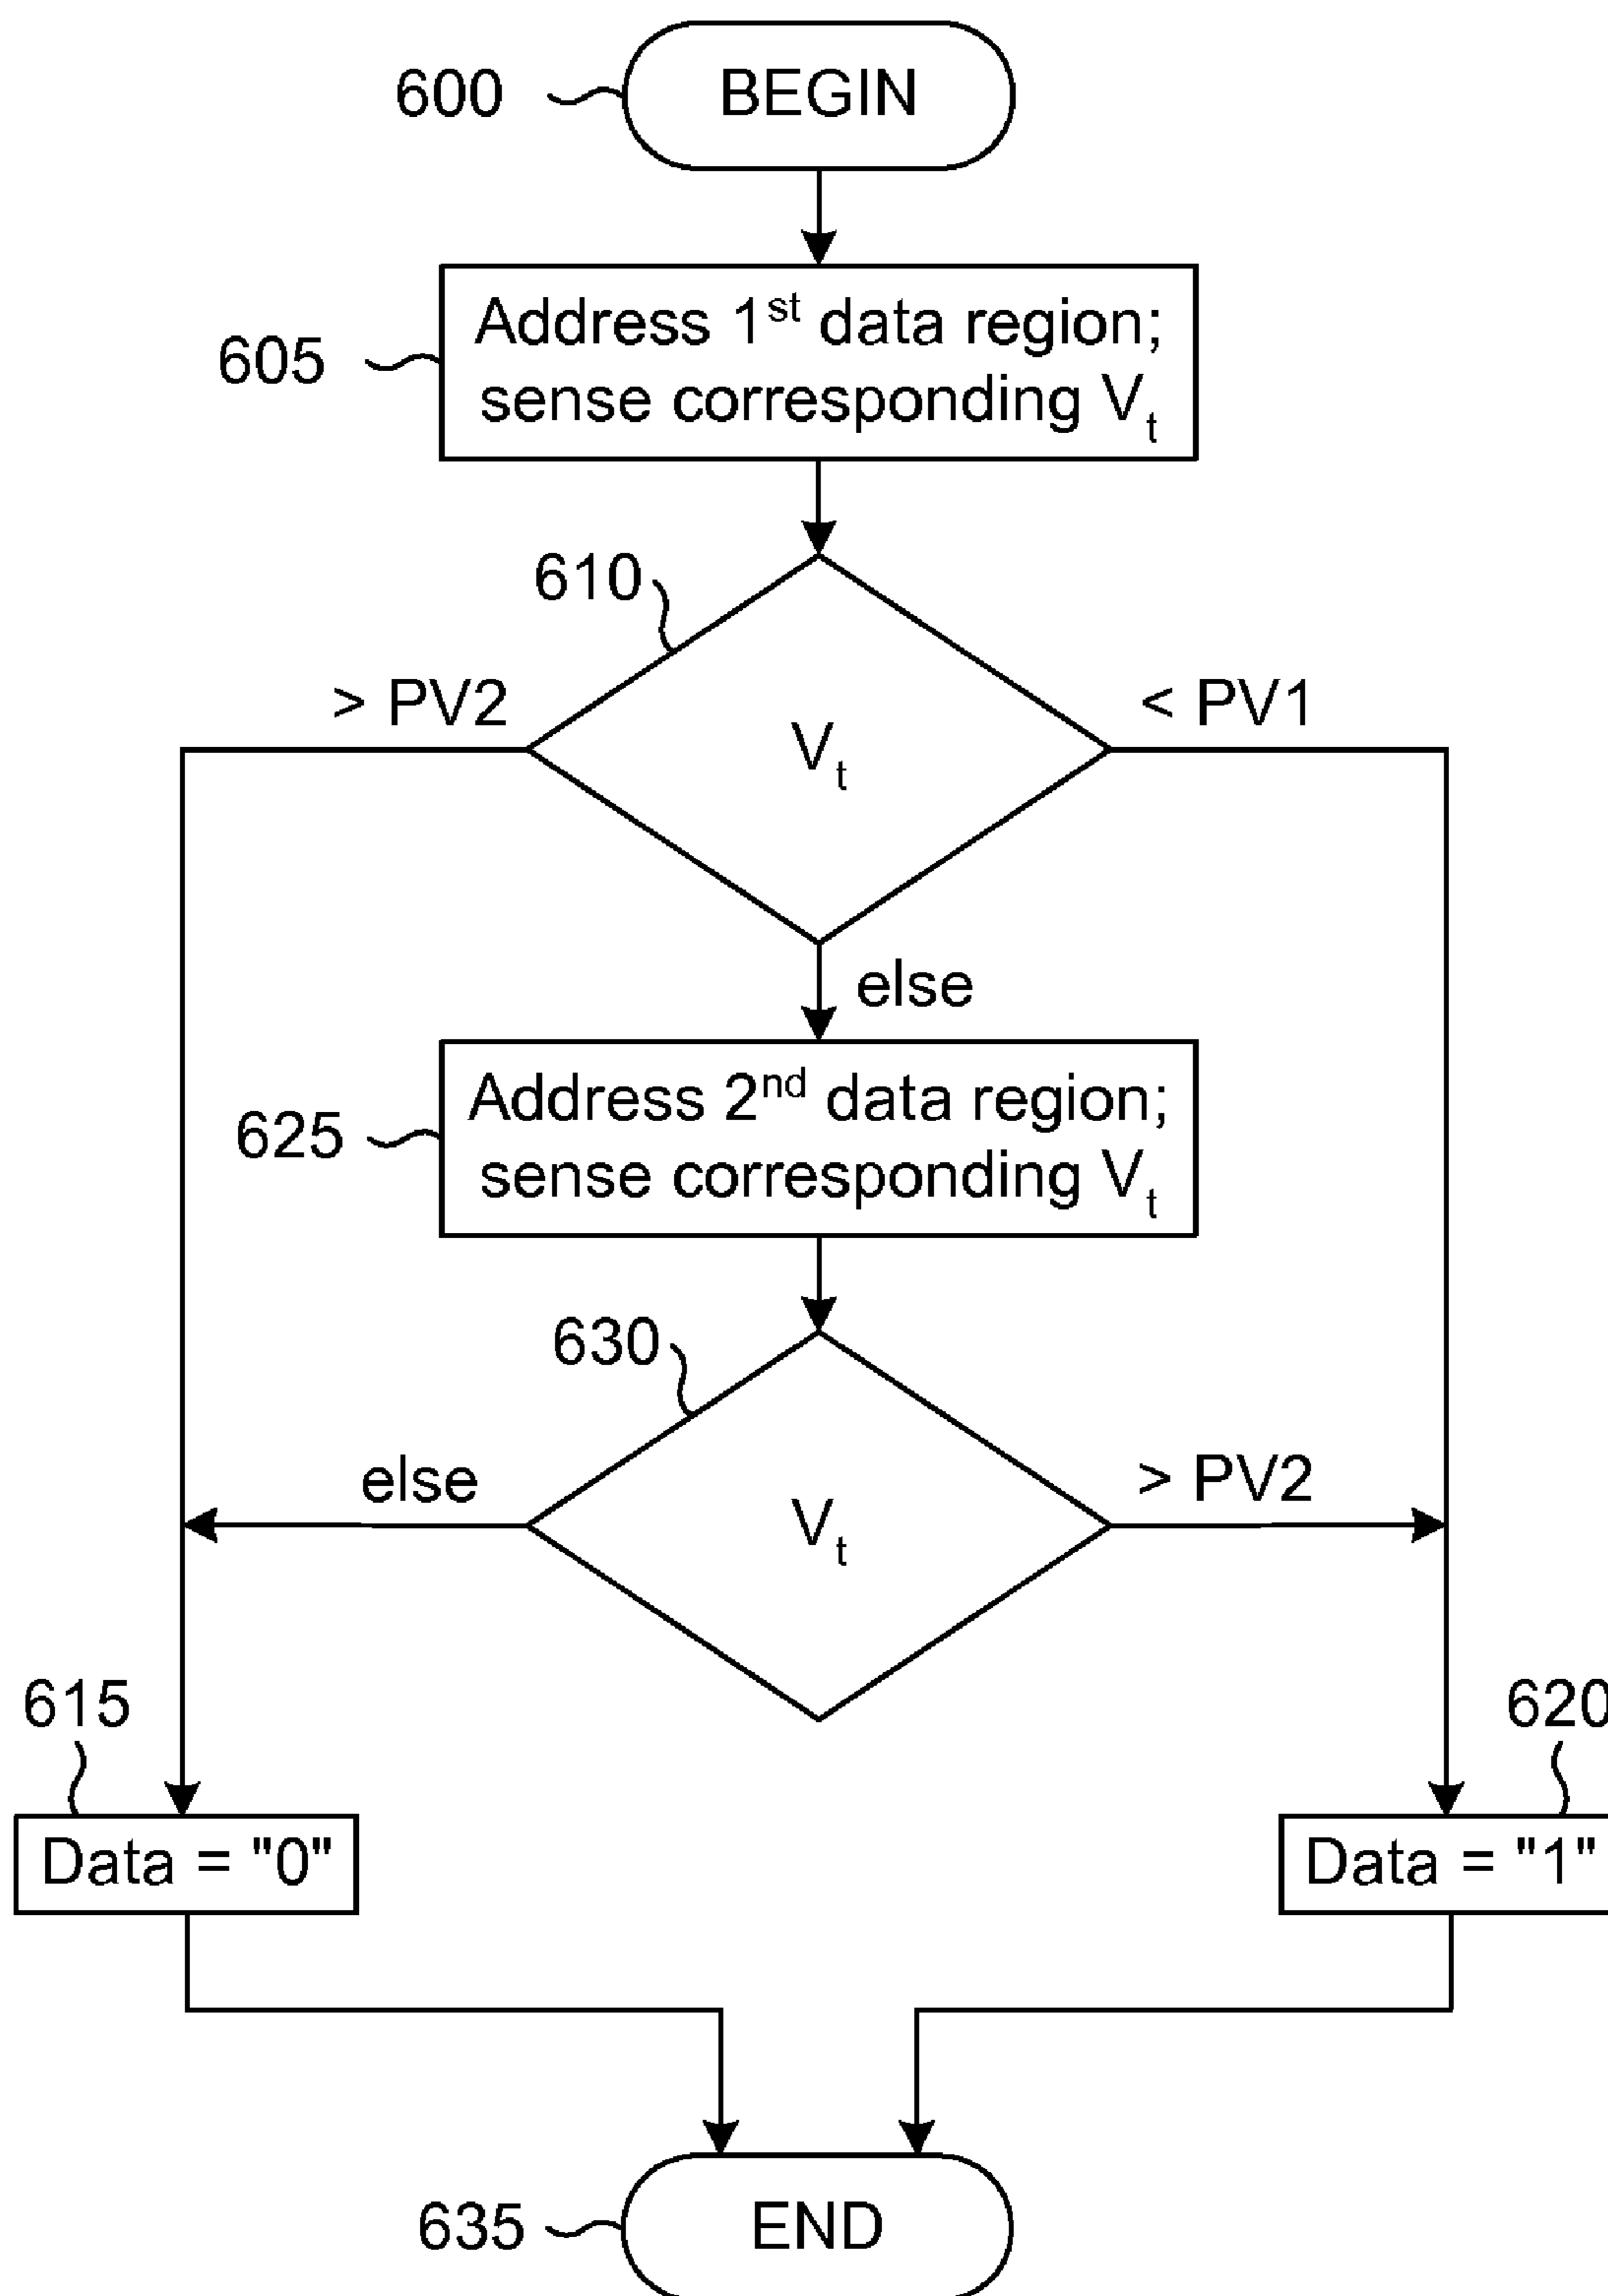 600
BEGIN
605
Address 1st data region;
sense corresponding Vt
610
> PV2
< PV1
Vt
else
625
Address 2nd data region;
sense corresponding Vt
630
else
> PV2
Vt
615
620
Data = "0"
Data = "1"
635
END